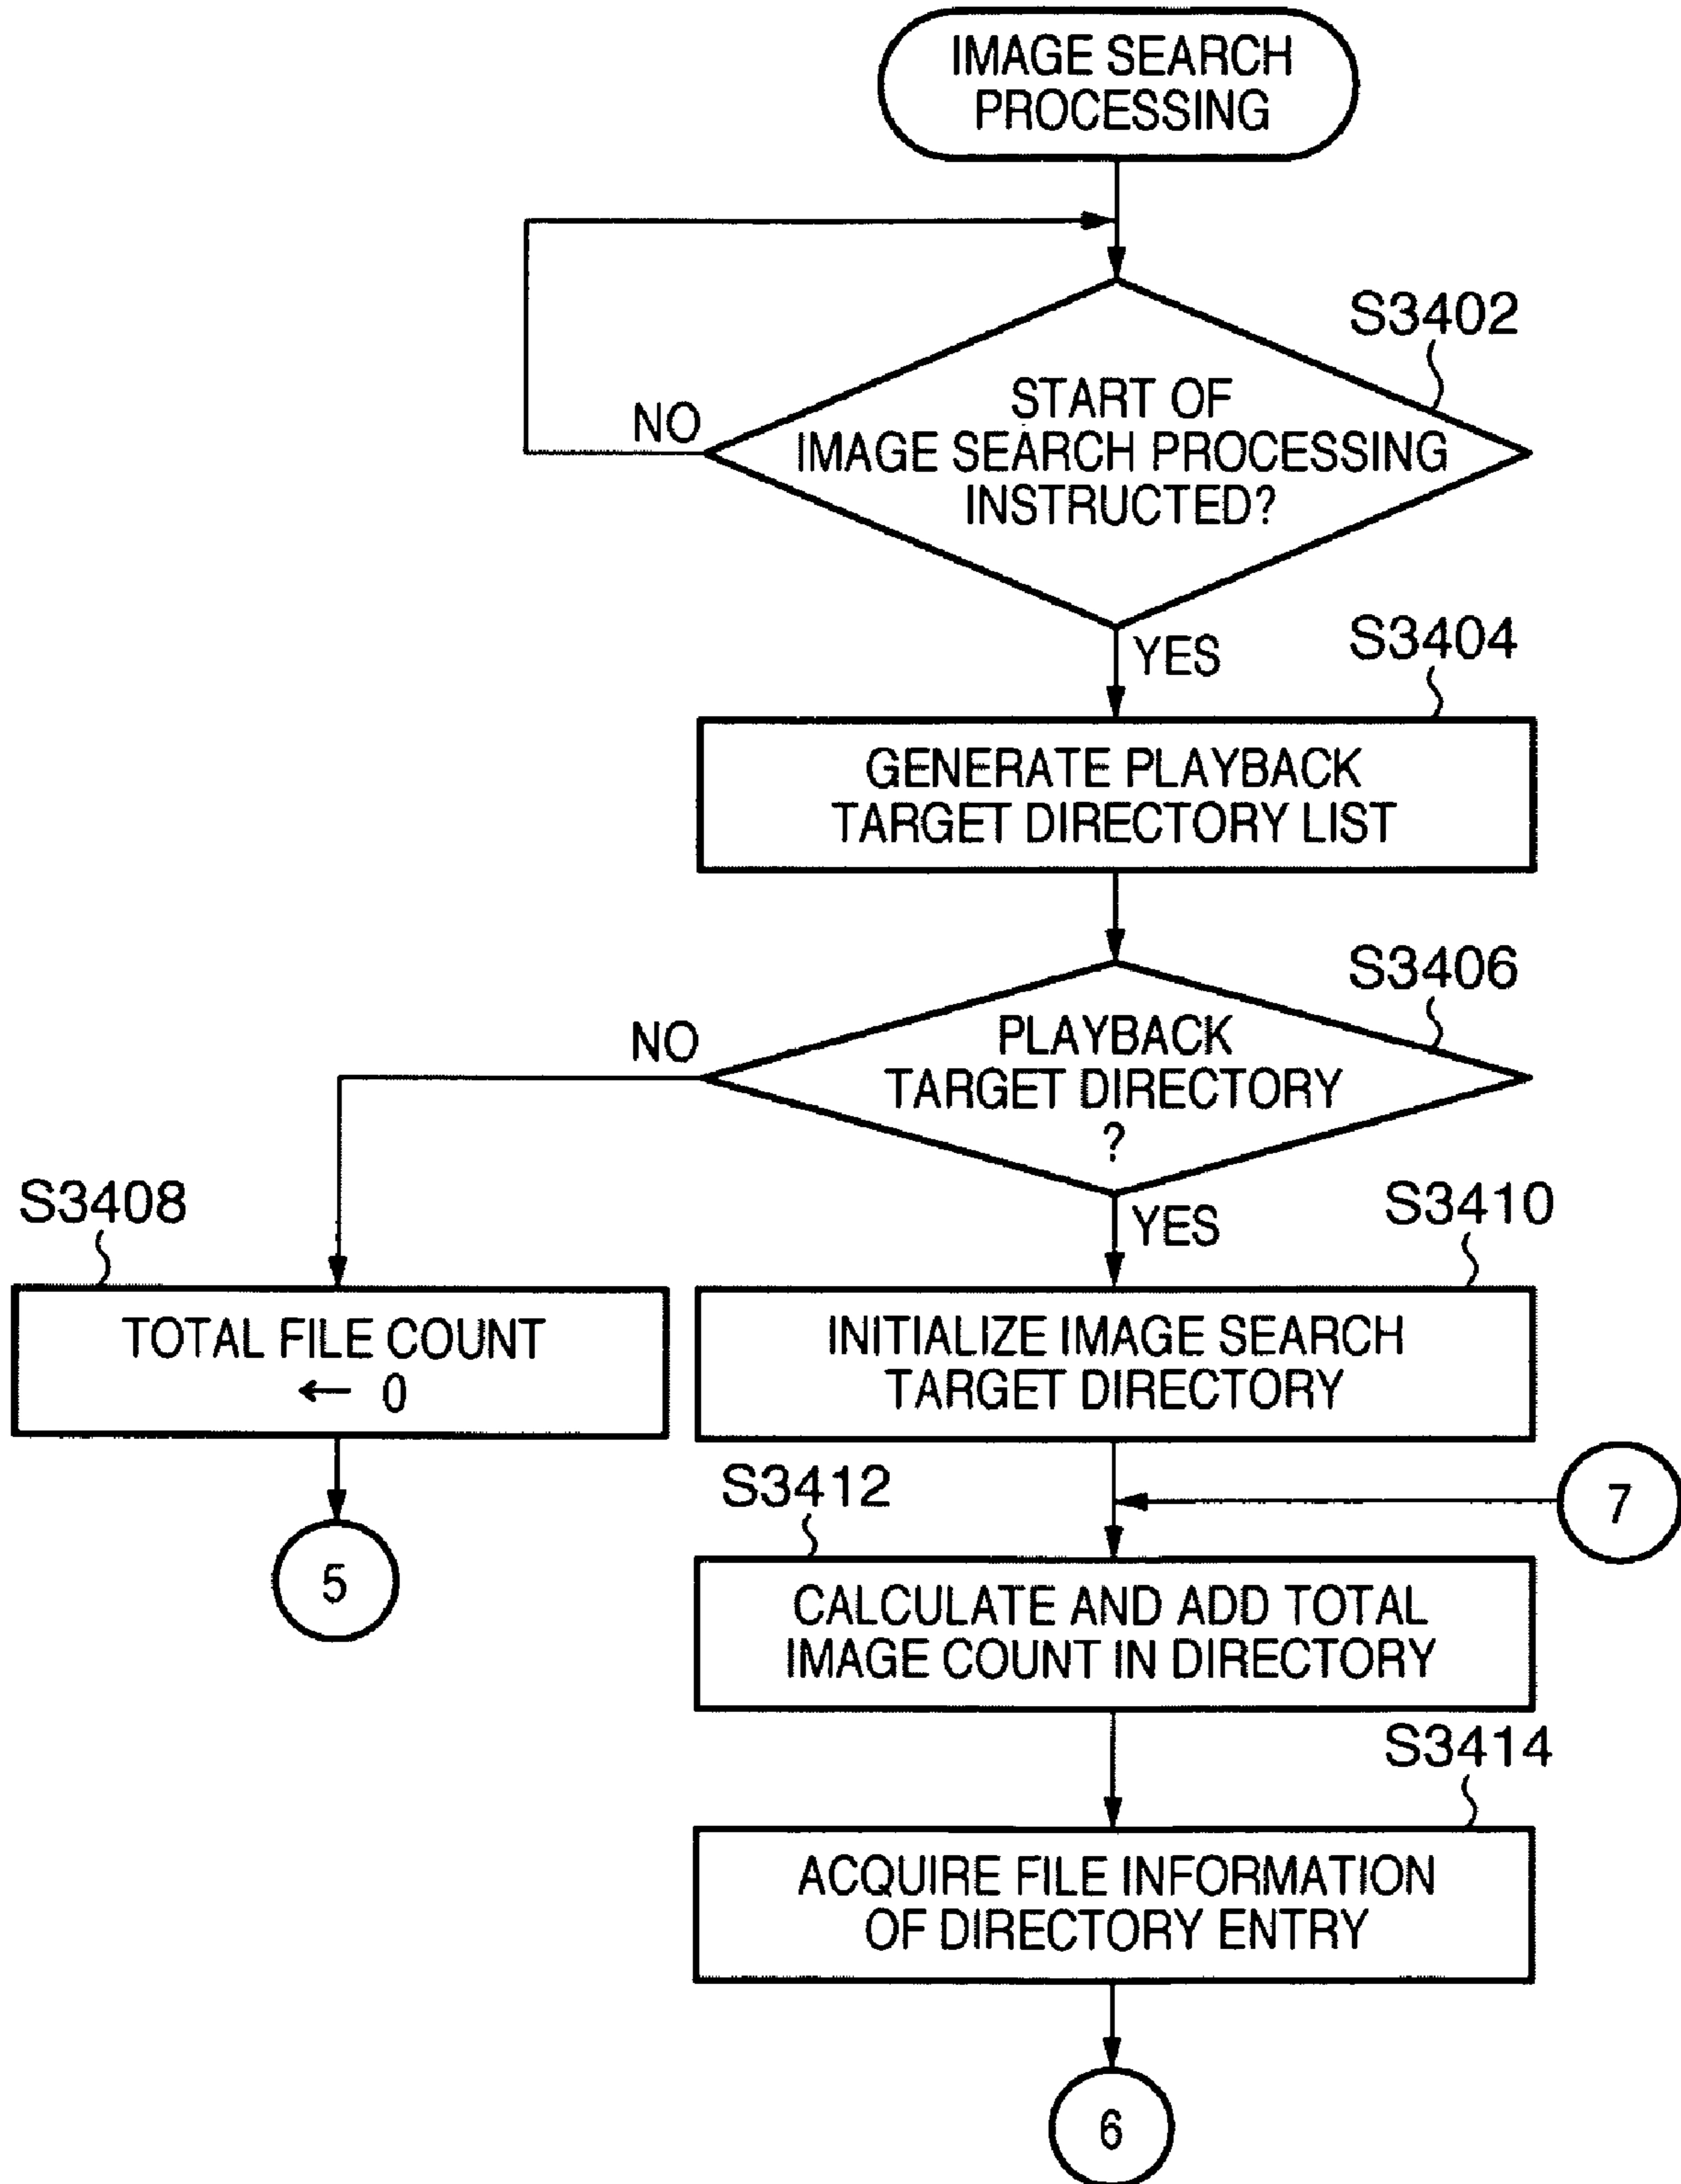 IMAGE SEARCH
PROCESSING
S3402
START OF
IMAGE SEARCH PROCESSING
INSTRUCTED?
NO
YES
S3404
GENERATE PLAYBACK
TARGET DIRECTORY LIST
S3406
PLAYBACK
TARGET DIRECTORY
?
NO
YES
S3408
TOTAL FILE COUNT
← 0
5
S3410
INITIALIZE IMAGE SEARCH
TARGET DIRECTORY
7
S3412
CALCULATE AND ADD TOTAL
IMAGE COUNT IN DIRECTORY
S3414
ACQUIRE FILE INFORMATION
OF DIRECTORY ENTRY
6